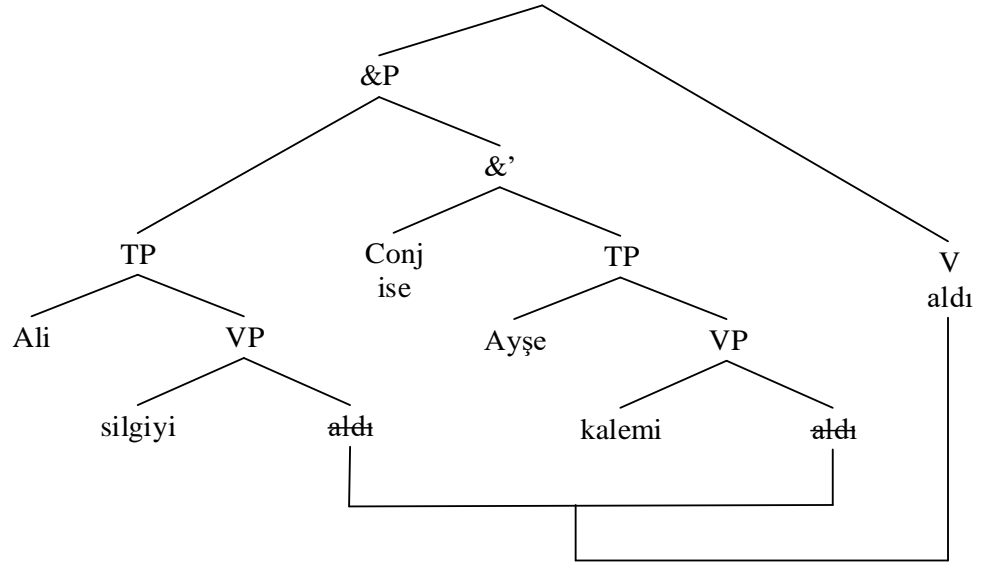 &P
&’
TP
Conj
ise
TP
V
aldı
Ali
VP
Ayşe
VP
silgiyi
aldı
kalemi
aldı